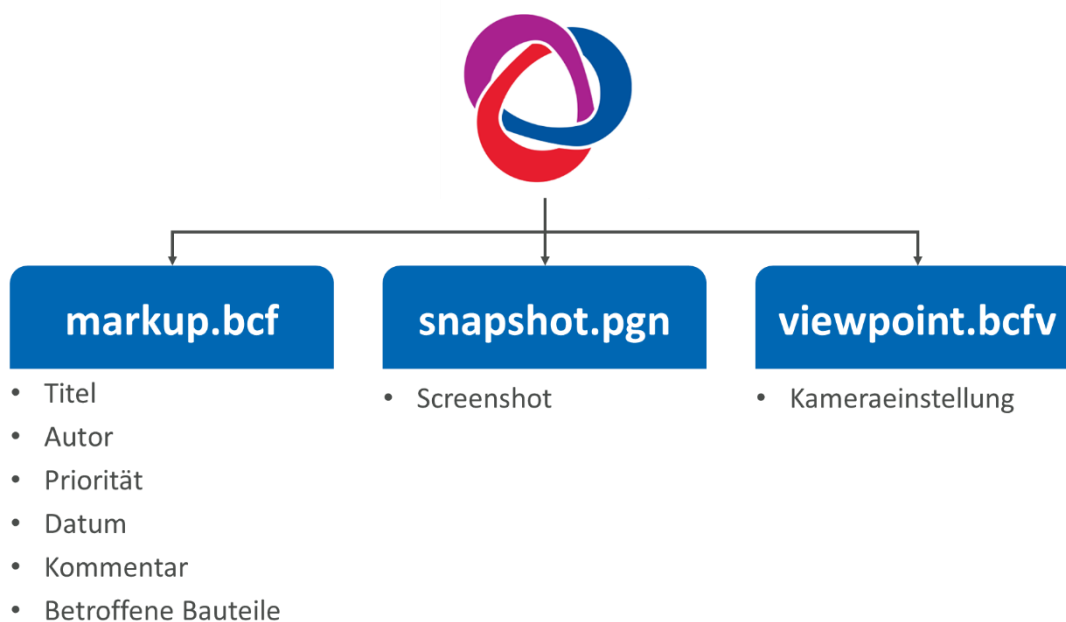 markup.bcf
• Titel
• Autor
• Priorität
• Datum
• Kommentar
• Betroffene Bauteile
snapshot.pgn
• Screenshot
viewpoint.bcfv
• Kameraeinstellung